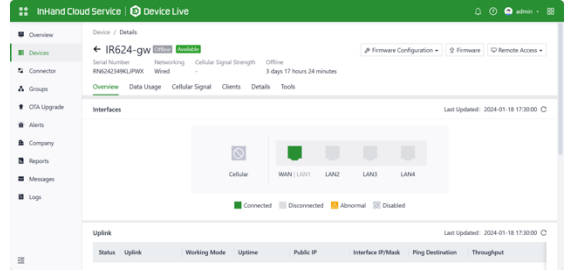 InHand Cloud Service | Device Live
admin
Overview
Devices
Connector
Groups
OTA Upgrade
Alerts
Company
Reports
Messages
Logs
Device / Details
← IR624-gw Offline Available
Firmware Configuration
Firmware
Remote Access
Serial Number Networking Cellular Signal Strength Offline
RN6242349KLJPWX Wired - 3 days 17 hours 24 minutes
Overview Data Usage Cellular Signal Clients Details Tools
Interfaces Last Updated: 2024-01-18 17:30:00
Cellular WAN | LAN1 LAN2 LAN3 LAN4
Connected Disconnected Abnormal Disabled
Uplink Last Updated: 2024-01-18 17:30:00
Status Uplink Working Mode Uptime Public IP Interface IP/Mask Ping Destination Throughput